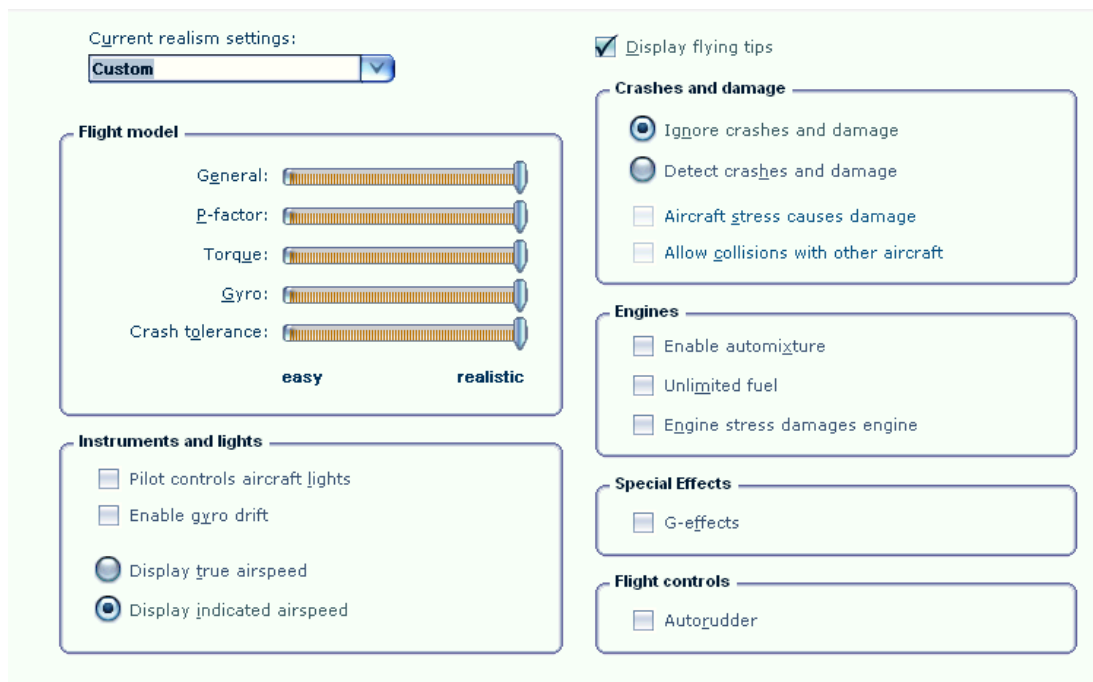 Current realism settings:
Custom
Flight model
General:
P-factor:
Torque:
Gyro:
Crash tolerance:
easy realistic
Instruments and lights
Pilot controls aircraft lights
Enable gyro drift
Display true airspeed
Display indicated airspeed
Display flying tips
Crashes and damage
Ignore crashes and damage
Detect crashes and damage
Aircraft stress causes damage
Allow collisions with other aircraft
Engines
Enable automixture
Unlimited fuel
Engine stress damages engine
Special Effects
G-effects
Flight controls
Autorudder